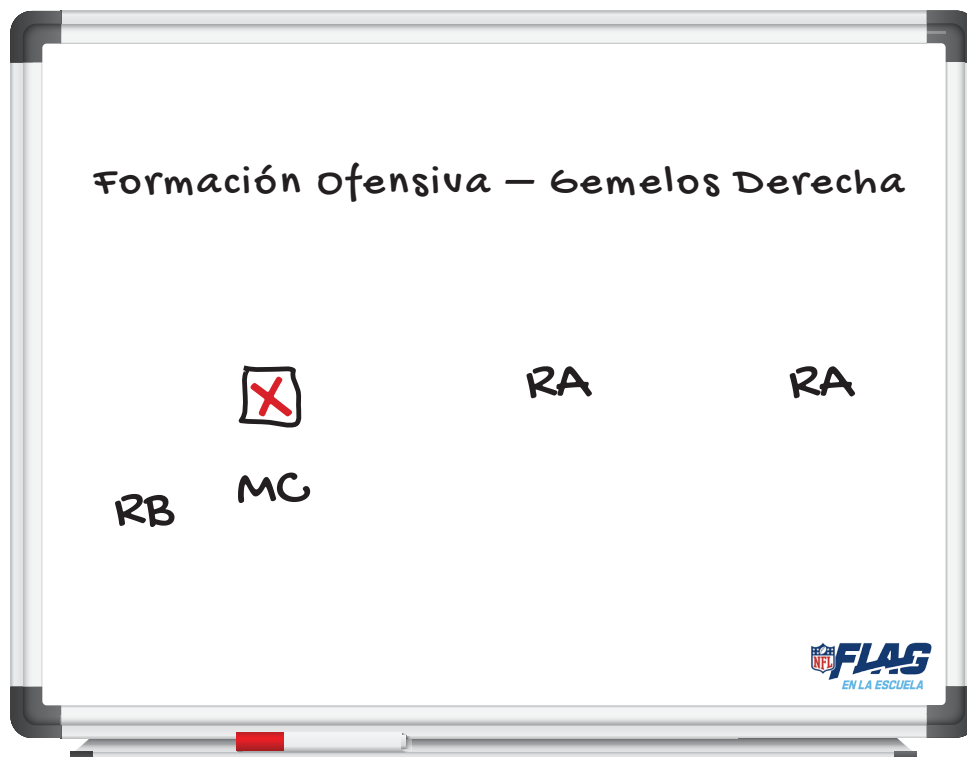 Formación Ofensiva – Gemelos Derecha
X RA RA
MC
RB
NFL FLAG
EN LA ESCUELA